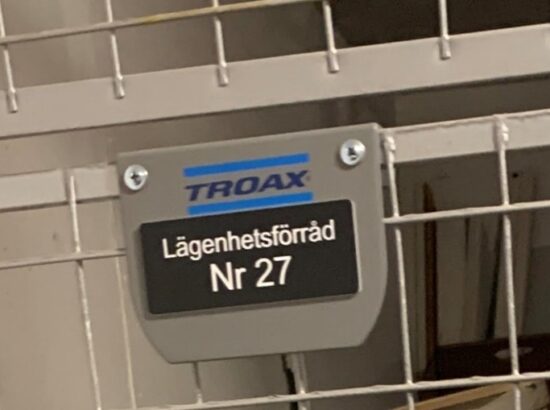 TROAX
Lägenhetsförråd
Nr 27